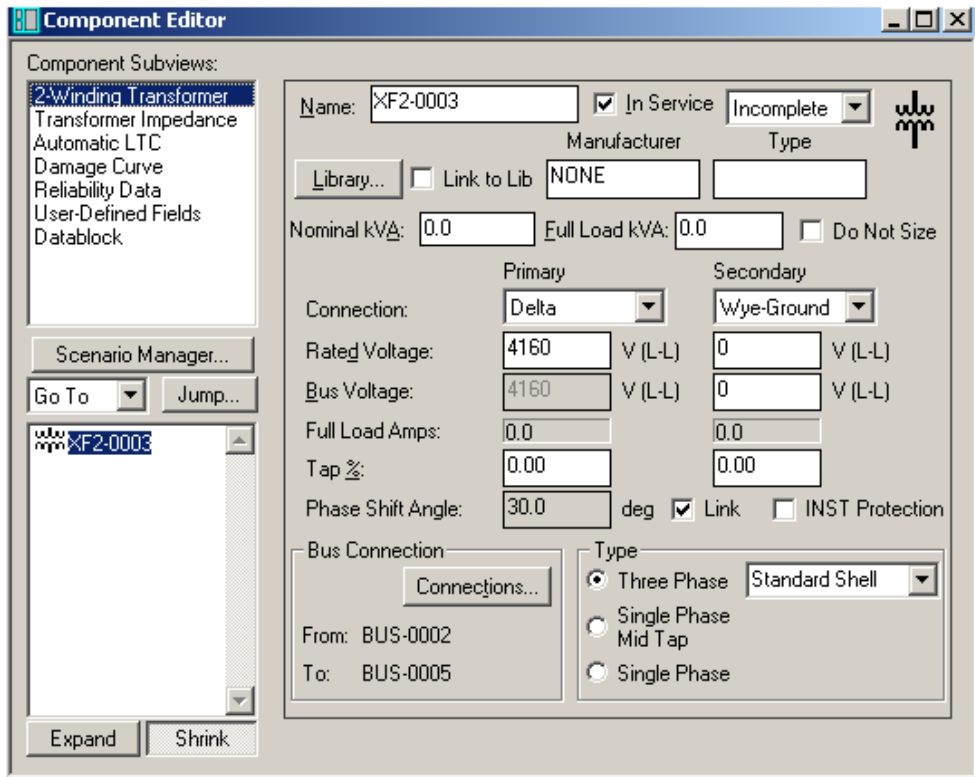 Component Editor
Component Subviews:
2-Winding Transformer
Transformer Impedance
Automatic LTC
Damage Curve
Reliability Data
User-Defined Fields
Datablock
Scenario Manager...
Go To Jump...
XF2-0003
Expand Shrink
Name: XF2-0003 In Service Incomplete
Manufacturer Type
Library... Link to Lib NONE
Nominal kVA: 0.0 Full Load kVA: 0.0 Do Not Size
Primary Secondary
Connection: Delta Wye-Ground
Rated Voltage: 4160 V (L-L) 0 V (L-L)
Bus Voltage: 4160 V (L-L) 0 V (L-L)
Full Load Amps: 0.0 0.0
Tap %: 0.00 0.00
Phase Shift Angle: 30.0 deg Link INST Protection
Bus Connection
Connections...
From: BUS-0002
To: BUS-0005
Type
Three Phase Standard Shell
Single Phase
Mid Tap
Single Phase